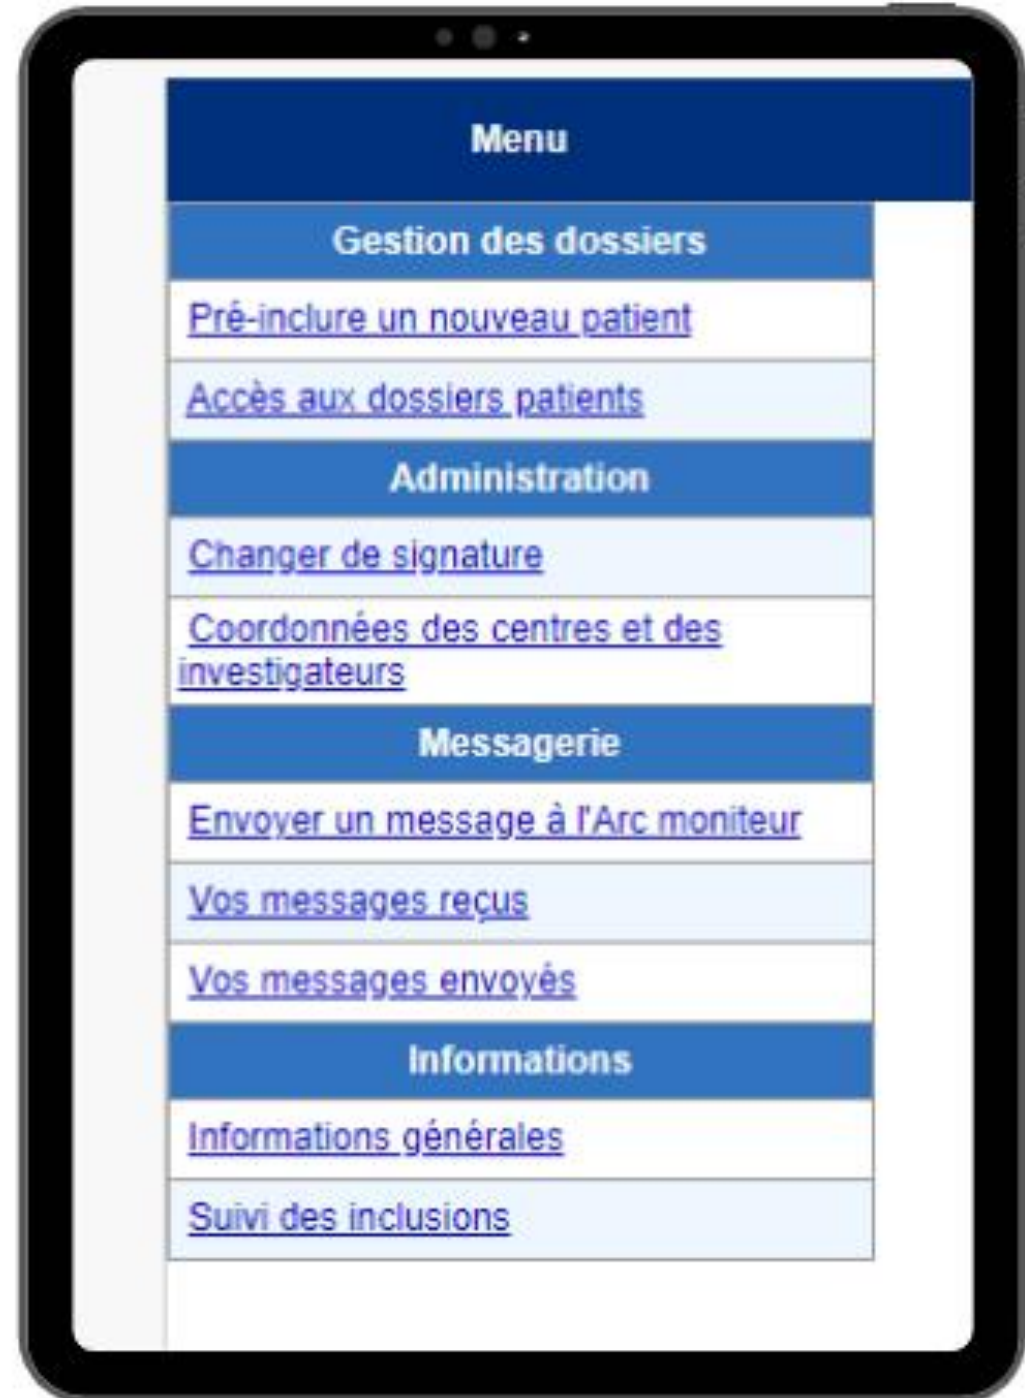 Menu
Gestion des dossiers
Pré-inclure un nouveau patient
Accès aux dossiers patients
Administration
Changer de signature
Coordonnées des centres et des
investigateurs
Messagerie
Envoyer un message à l'Arc moniteur
Vos messages reçus
Vos messages envoyés
Informations
Informations générales
Suivi des inclusions